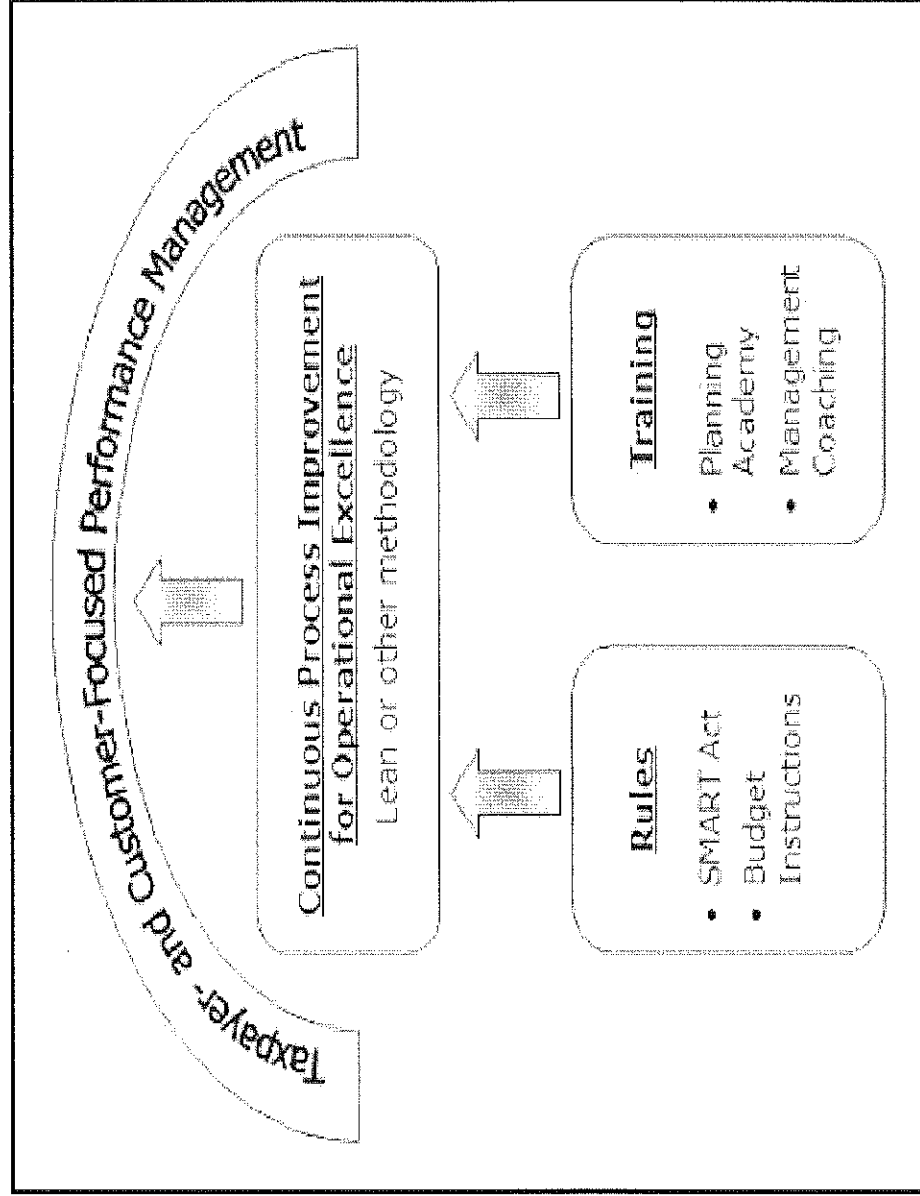 Taxpayer- and Customer-Focused Performance Management
Continuous Process Improvement
for Operational Excellence
Lean or other methodology
Rules
• SMART Act
• Budget
Instructions
Training
• Planning
Academy
• Management
Coaching